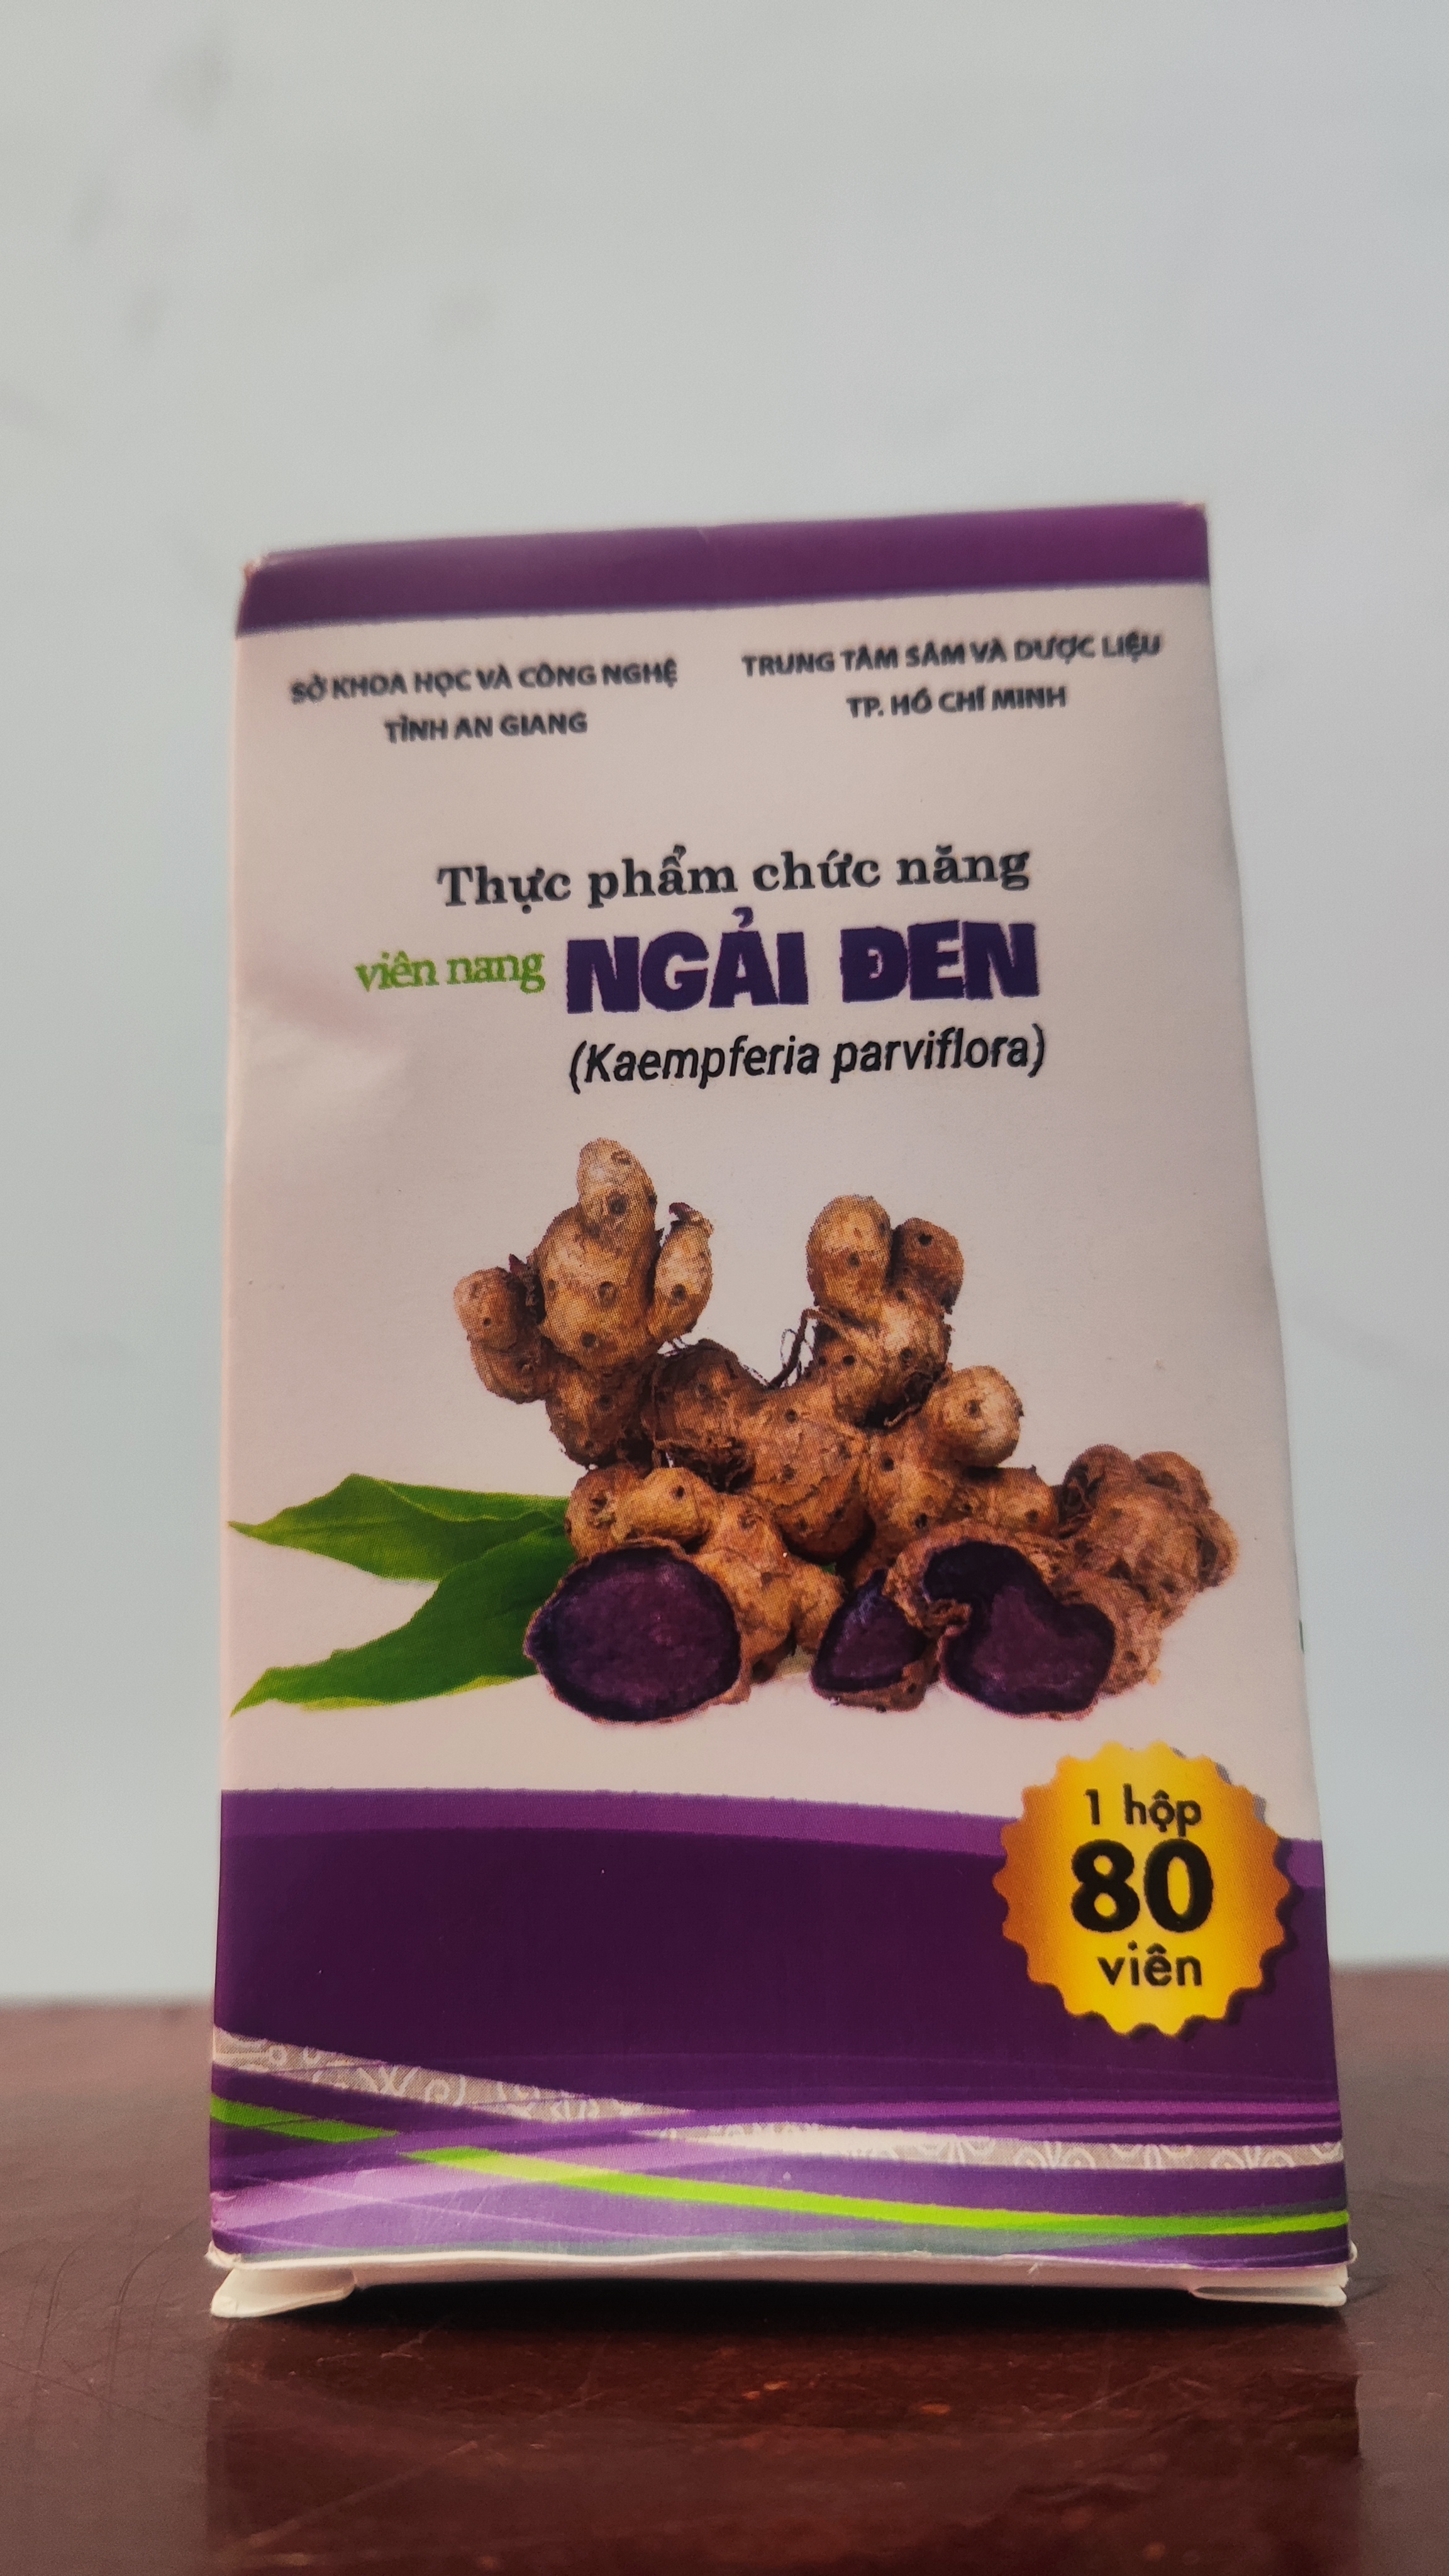 SỞ KHOA HỌC VÀ CÔNG NGHỆ
TỈNH AN GIANG
TRUNG TÂM SÂM VÀ DƯỢC LIỆU
TP. HỒ CHÍ MINH
Thực phẩm chức năng
viên nang NGẢI ĐEN
(Kaempferia parviflora)
1 hộp
80
viên